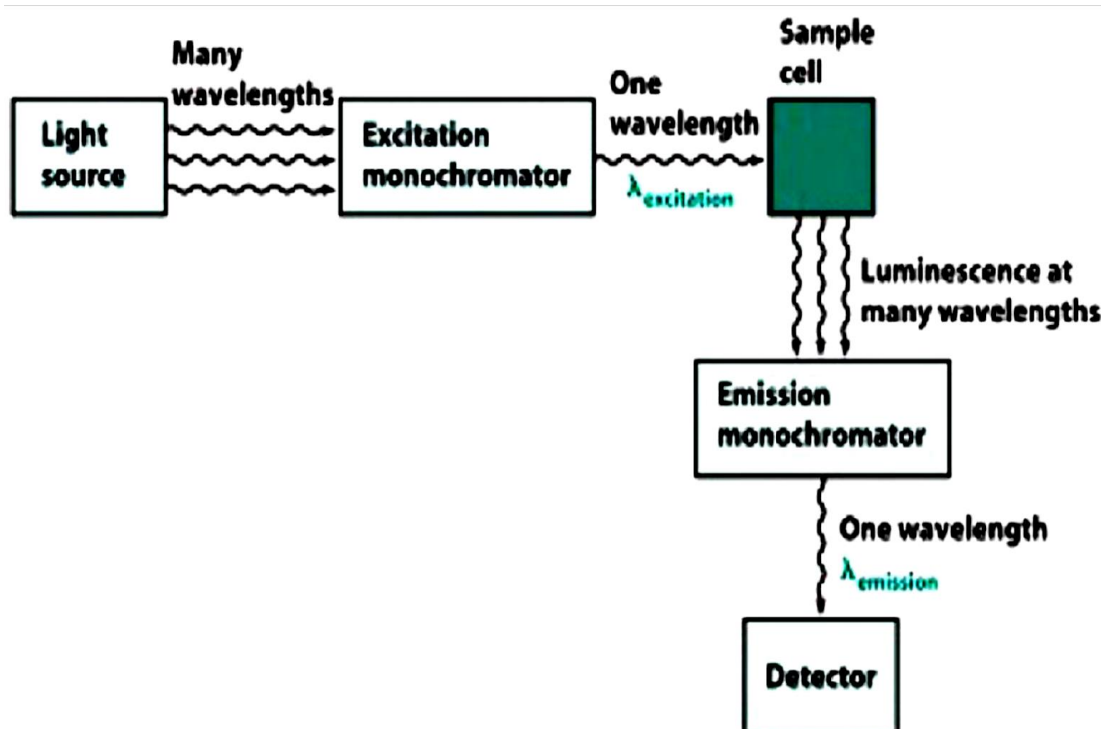 Many
wavelengths
Light
source
Excitation
monochromator
One
wavelength
λexcitation
Sample
cell
Luminescence at
many wavelengths
Emission
monochromator
One wavelength
λemission
Detector